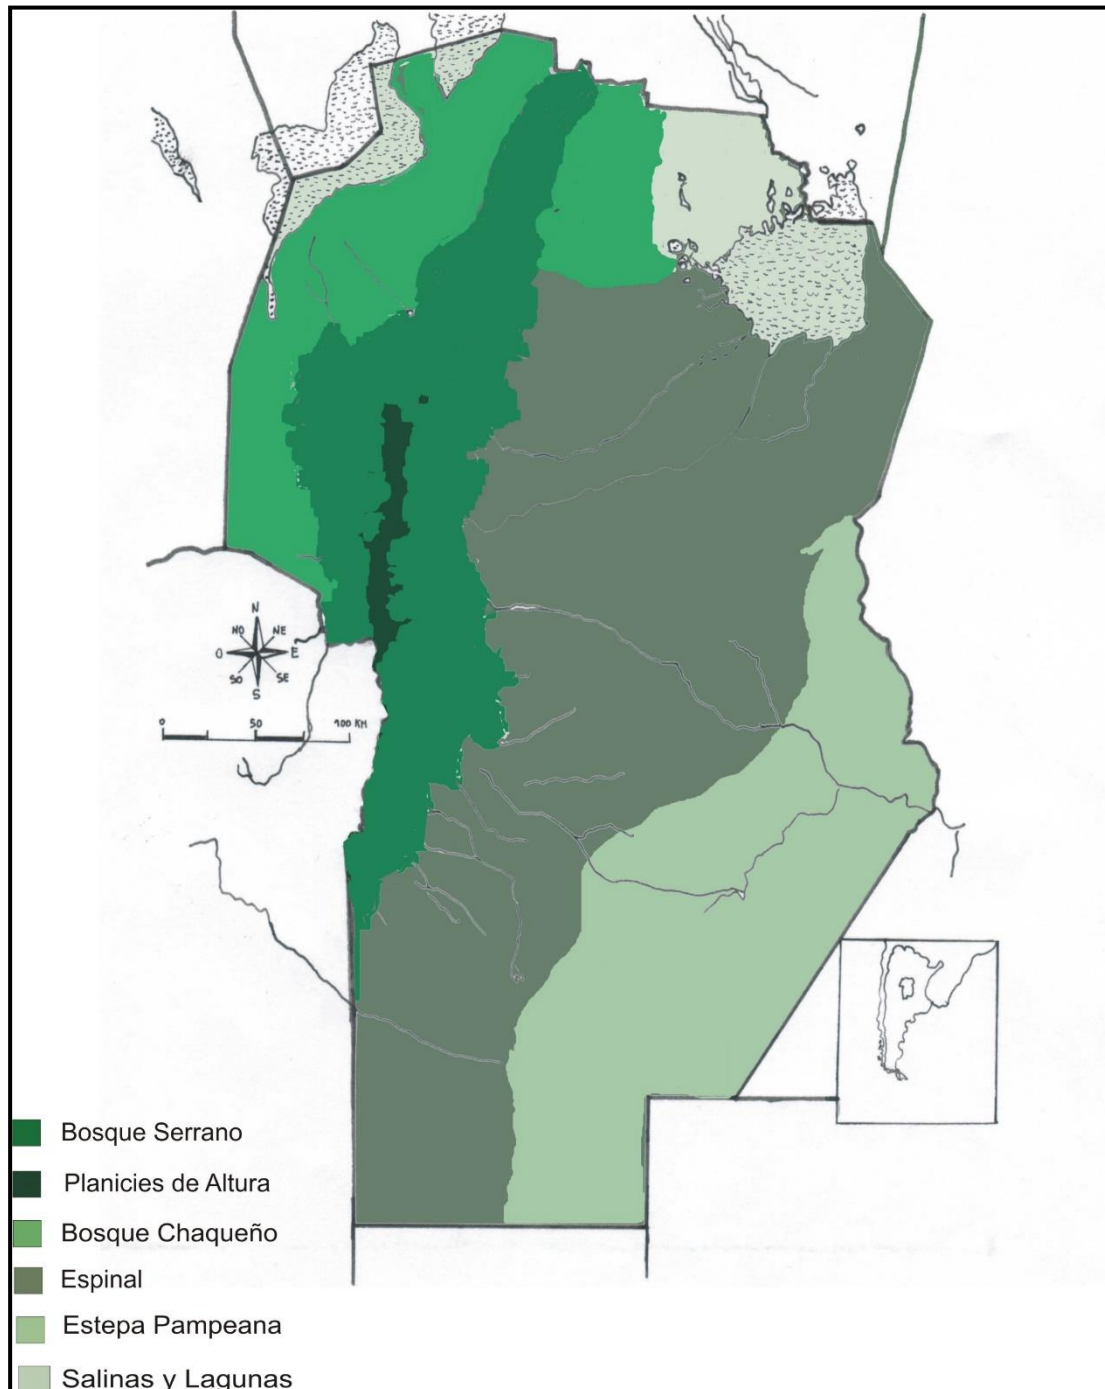 N
NO NE
O E
SO SE
S
0 50 100 KM
Bosque Serrano
Planicies de Altura
Bosque Chaqueño
Espinal
Estepa Pampeana
Salinas y Lagunas